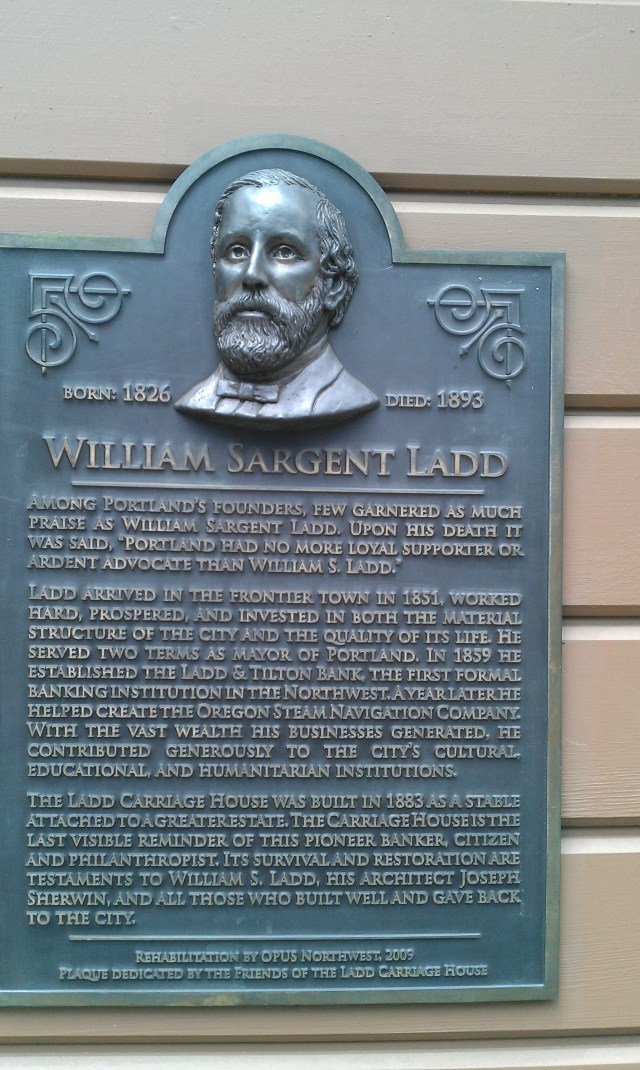 BORN: 1826
DIED: 1893
WILLIAM SARGENT LADD
AMONG PORTLAND'S FOUNDERS, FEW GARNERED AS MUCH
PRAISE AS WILLIAM SARGENT LADD. UPON HIS DEATH IT
WAS SAID, "PORTLAND HAD NO MORE LOYAL SUPPORTER OR
ARDENT ADVOCATE THAN WILLIAM S. LADD."
LADD ARRIVED IN THE FRONTIER TOWN IN 1851, WORKED
HARD, PROSPERED, AND INVESTED IN BOTH THE MATERIAL
STRUCTURE OF THE CITY AND THE QUALITY OF ITS LIFE. HE
SERVED TWO TERMS AS MAYOR OF PORTLAND. IN 1859 HE
ESTABLISHED THE LADD & TILTON BANK, THE FIRST FORMAL
BANKING INSTITUTION IN THE NORTHWEST. A YEAR LATER HE
HELPED CREATE THE OREGON STEAM NAVIGATION COMPANY.
WITH THE VAST WEALTH HIS BUSINESSES GENERATED, HE
CONTRIBUTED GENEROUSLY TO THE CITY'S CULTURAL,
EDUCATIONAL, AND HUMANITARIAN INSTITUTIONS.
THE LADD CARRIAGE HOUSE WAS BUILT IN 1883 AS A STABLE
ATTACHED TO A GREATER ESTATE. THE CARRIAGE HOUSE IS THE
LAST VISIBLE REMINDER OF THIS PIONEER BANKER, CITIZEN
AND PHILANTHROPIST. ITS SURVIVAL AND RESTORATION ARE
TESTAMENTS TO WILLIAM S. LADD, HIS ARCHITECT JOSEPH
SHERWIN, AND ALL THOSE WHO BUILT WELL AND GAVE BACK
TO THE CITY.
REHABILITATION BY OPUS NORTHWEST, 2009
PLAQUE DEDICATED BY THE FRIENDS OF THE LADD CARRIAGE HOUSE